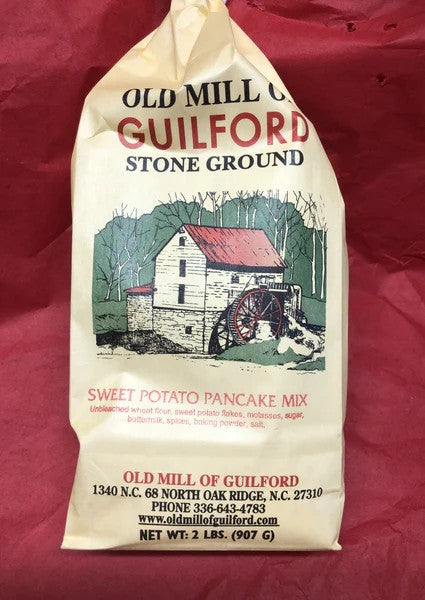 OLD MILL OF
GUILFORD
STONE GROUND
SWEET POTATO PANCAKE MIX
Unbleached wheat flour, sweet potato flakes, molasses, sugar,
buttermilk, spices, baking powder, salt.
OLD MILL OF GUILFORD
1340 N.C. 68 NORTH OAK RIDGE, N.C. 27310
PHONE 336-643-4783
www.oldmillofguilford.com
NET WT: 2 LBS. (907 G)